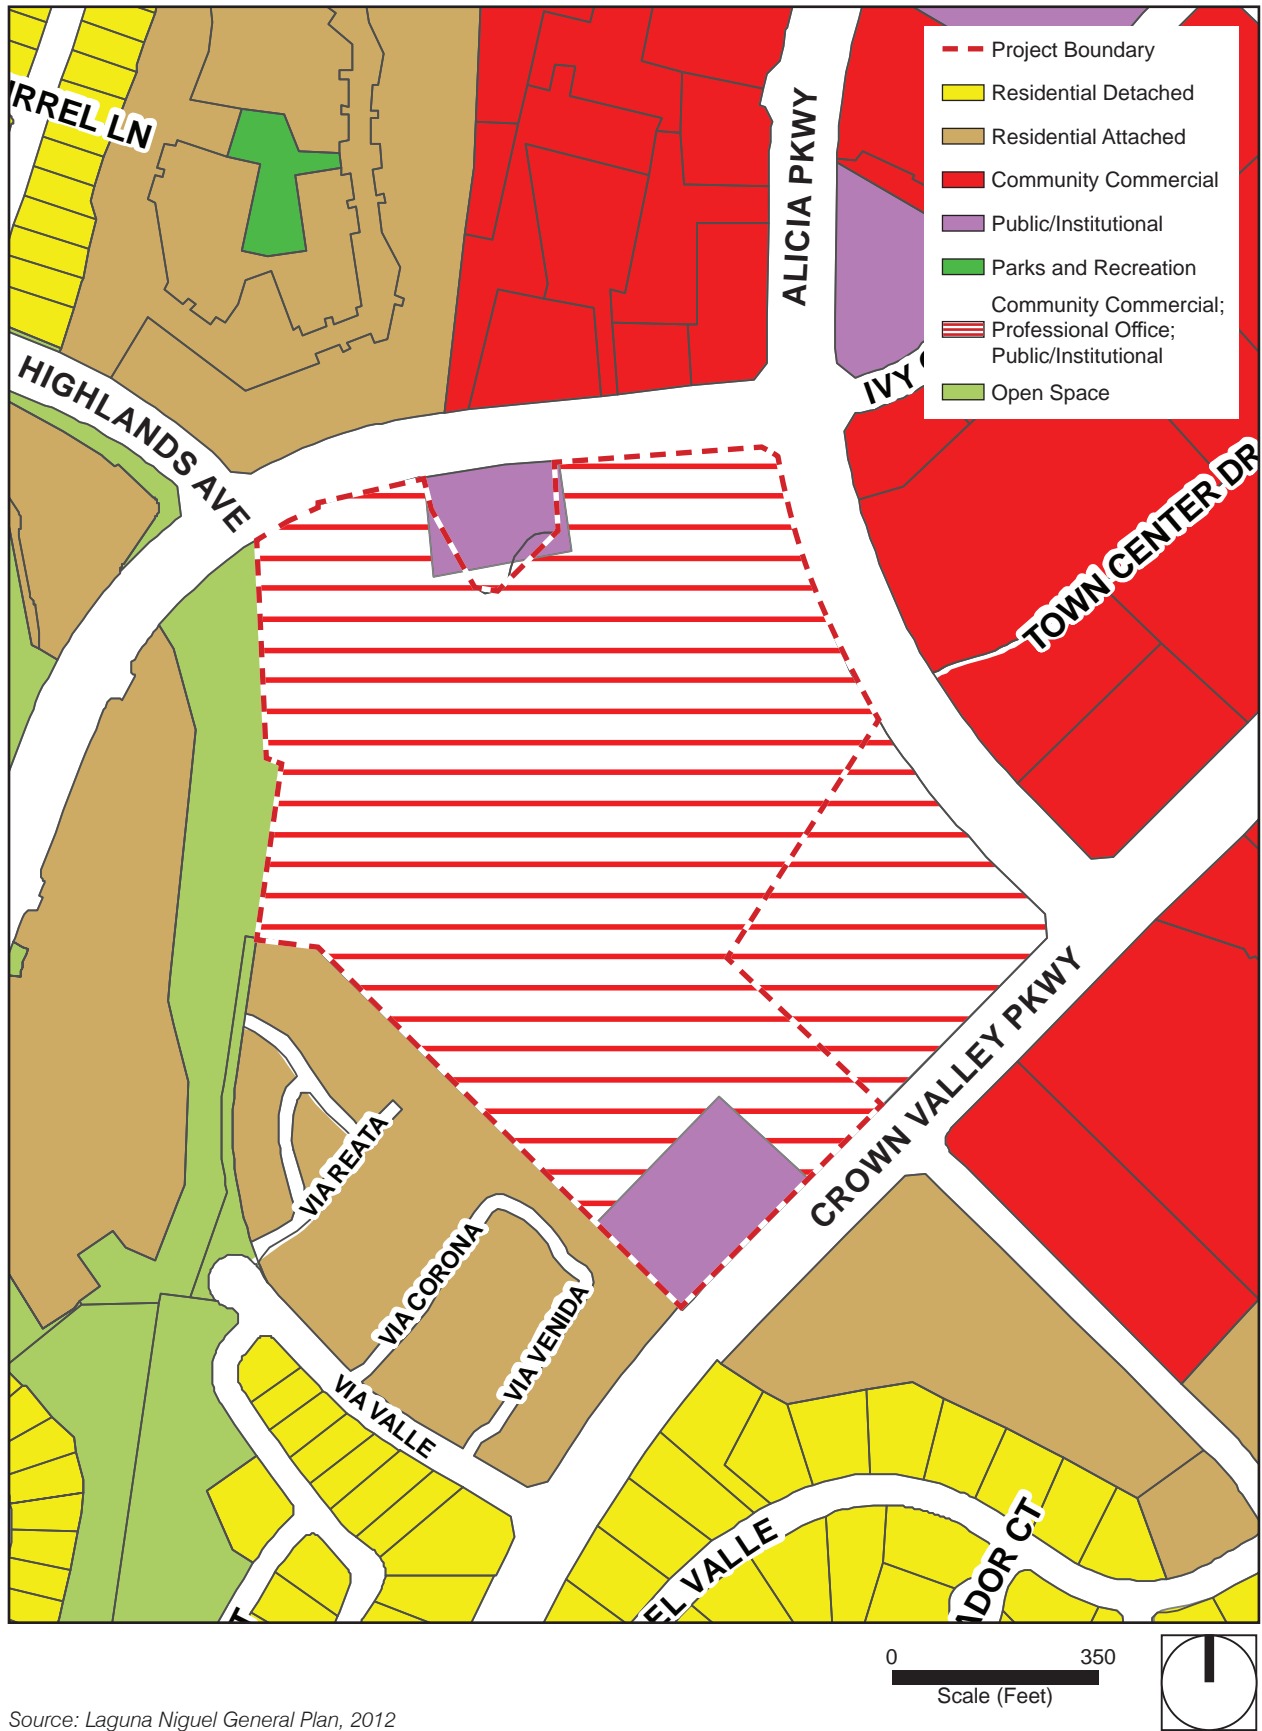 Project Boundary
Residential Detached
Residential Attached
Community Commercial
Public/Institutional
Parks and Recreation
Community Commercial;
Professional Office;
Public/Institutional
Open Space
IRREL LN
ALICIA PKWY
HIGHLANDS AVE
IVY
TOWN CENTER DR
CROWN VALLEY PKWY
VIA REATA
VIA CORONA
VIA VENIDA
VIA VALLE
EL VALLE
ADOR CT
T
0 350
Scale (Feet)
Source: Laguna Niguel General Plan, 2012